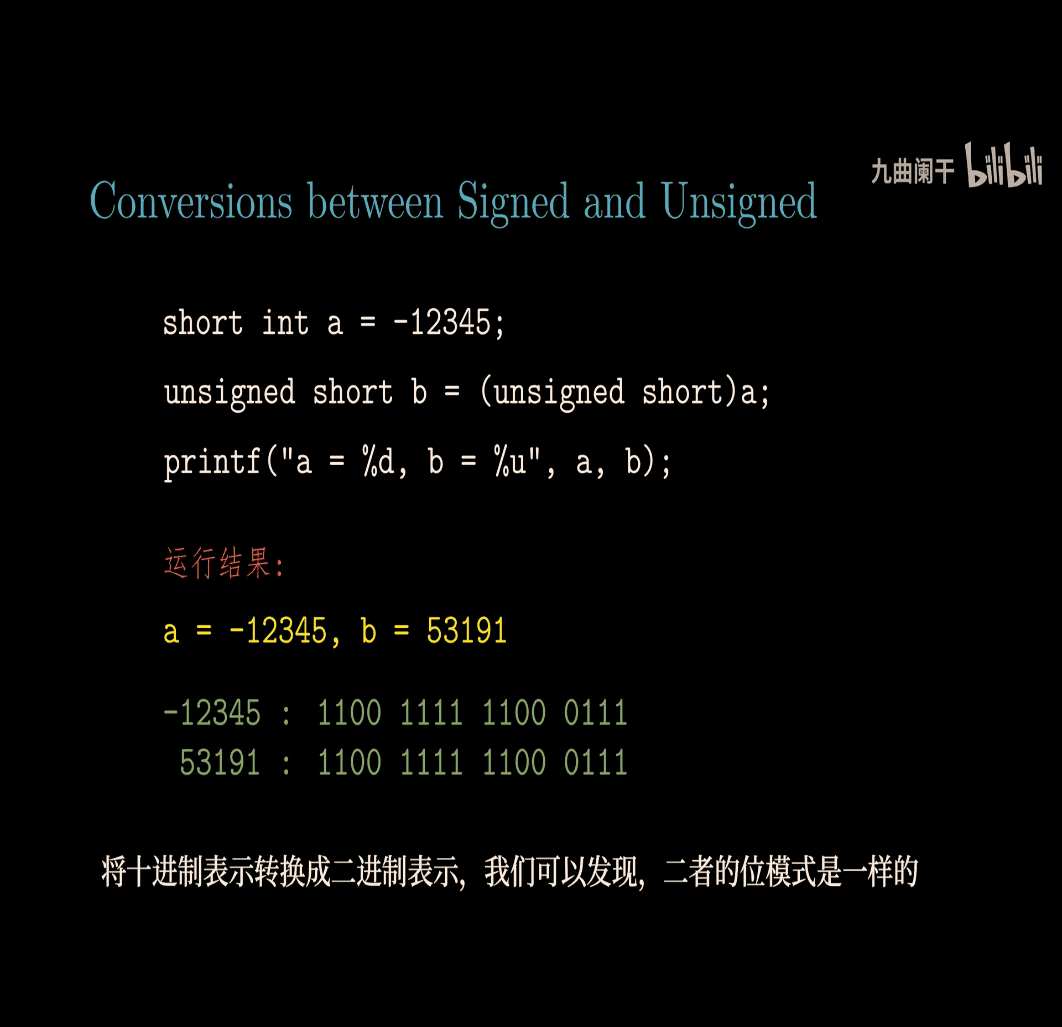 九曲阑干 bilibili
Conversions between Signed and Unsigned
short int a = -12345;
unsigned short b = (unsigned short)a;
printf("a = %d, b = %u", a, b);
运行结果:
a = -12345, b = 53191
-12345 : 1100 1111 1100 0111
53191 : 1100 1111 1100 0111
将十进制表示转换成二进制表示，我们可以发现，二者的位模式是一样的